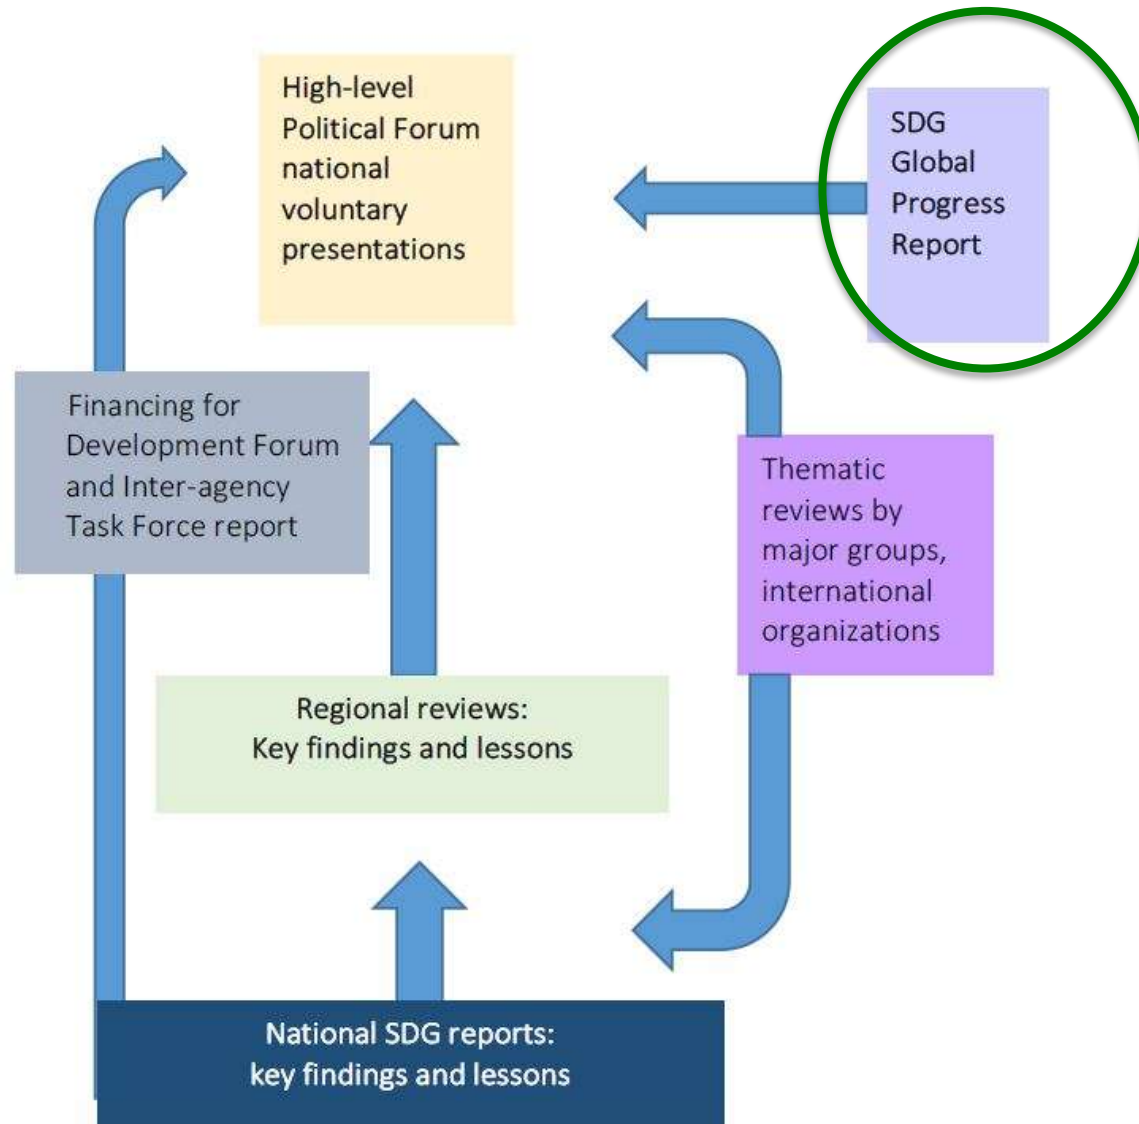 High-level
Political Forum
national
voluntary
presentations
SDG
Global
Progress
Report
Financing for
Development Forum
and Inter-agency
Task Force report
Thematic
reviews by
major groups,
international
organizations
Regional reviews:
Key findings and lessons
National SDG reports:
key findings and lessons